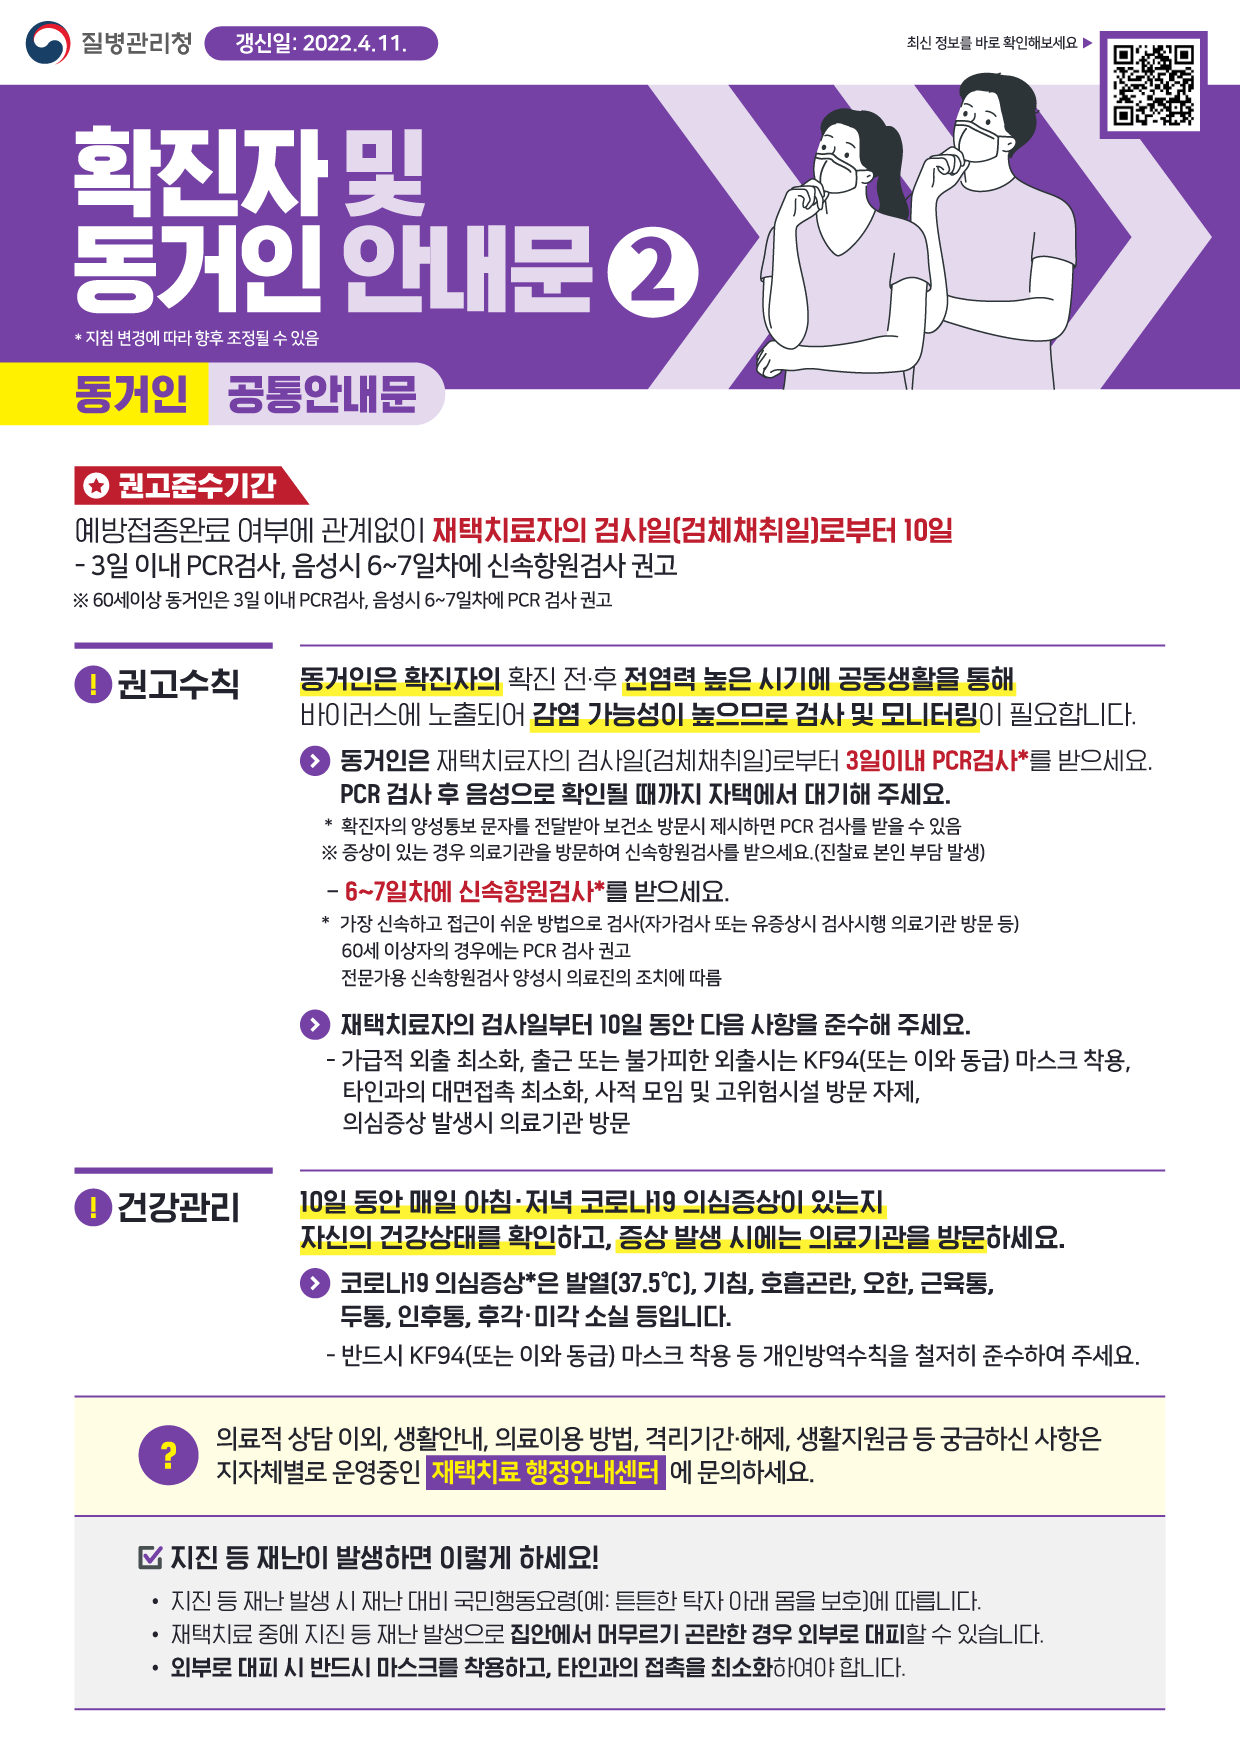 질병관리청
갱신일: 2022.4.11.
최신 정보를 바로 확인해보세요 ▶
확진자 및
동거인 안내문 2
* 지침 변경에 따라 향후 조정될 수 있음
동거인 공통안내문
권고준수기간
예방접종완료 여부에 관계없이 재택치료자의 검사일(검체채취일)로부터 10일
- 3일 이내 PCR검사, 음성시 6~7일차에 신속항원검사 권고
※ 60세이상 동거인은 3일 이내 PCR검사, 음성시 6~7일차에 PCR 검사 권고
! 권고수칙
동거인은 확진자의 확진 전·후 전염력 높은 시기에 공동생활을 통해
바이러스에 노출되어 감염 가능성이 높으므로 검사 및 모니터링이 필요합니다.
동거인은 재택치료자의 검사일(검체채취일)로부터 3일이내 PCR검사*를 받으세요.
PCR 검사 후 음성으로 확인될 때까지 자택에서 대기해 주세요.
* 확진자의 양성통보 문자를 전달받아 보건소 방문시 제시하면 PCR 검사를 받을 수 있음
※ 증상이 있는 경우 의료기관을 방문하여 신속항원검사를 받으세요.(진찰료 본인 부담 발생)
- 6~7일차에 신속항원검사*를 받으세요.
* 가장 신속하고 접근이 쉬운 방법으로 검사(자가검사 또는 유증상시 검사시행 의료기관 방문 등)
60세 이상자의 경우에는 PCR 검사 권고
전문가용 신속항원검사 양성시 의료진의 조치에 따름
재택치료자의 검사일부터 10일 동안 다음 사항을 준수해 주세요.
- 가급적 외출 최소화, 출근 또는 불가피한 외출시는 KF94(또는 이와 동급) 마스크 착용,
타인과의 대면접촉 최소화, 사적 모임 및 고위험시설 방문 자제,
의심증상 발생시 의료기관 방문
! 건강관리
10일 동안 매일 아침·저녁 코로나19 의심증상이 있는지
자신의 건강상태를 확인하고, 증상 발생 시에는 의료기관을 방문하세요.
코로나19 의심증상*은 발열(37.5℃), 기침, 호흡곤란, 오한, 근육통,
두통, 인후통, 후각·미각 소실 등입니다.
- 반드시 KF94(또는 이와 동급) 마스크 착용 등 개인방역수칙을 철저히 준수하여 주세요.
? 의료적 상담 이외, 생활안내, 의료이용 방법, 격리기간·해제, 생활지원금 등 궁금하신 사항은
지자체별로 운영중인 재택치료 행정안내센터 에 문의하세요.
지진 등 재난이 발생하면 이렇게 하세요!
• 지진 등 재난 발생 시 재난 대비 국민행동요령(예: 튼튼한 탁자 아래 몸을 보호)에 따릅니다.
• 재택치료 중에 지진 등 재난 발생으로 집안에서 머무르기 곤란한 경우 외부로 대피할 수 있습니다.
• 외부로 대피 시 반드시 마스크를 착용하고, 타인과의 접촉을 최소화하여야 합니다.